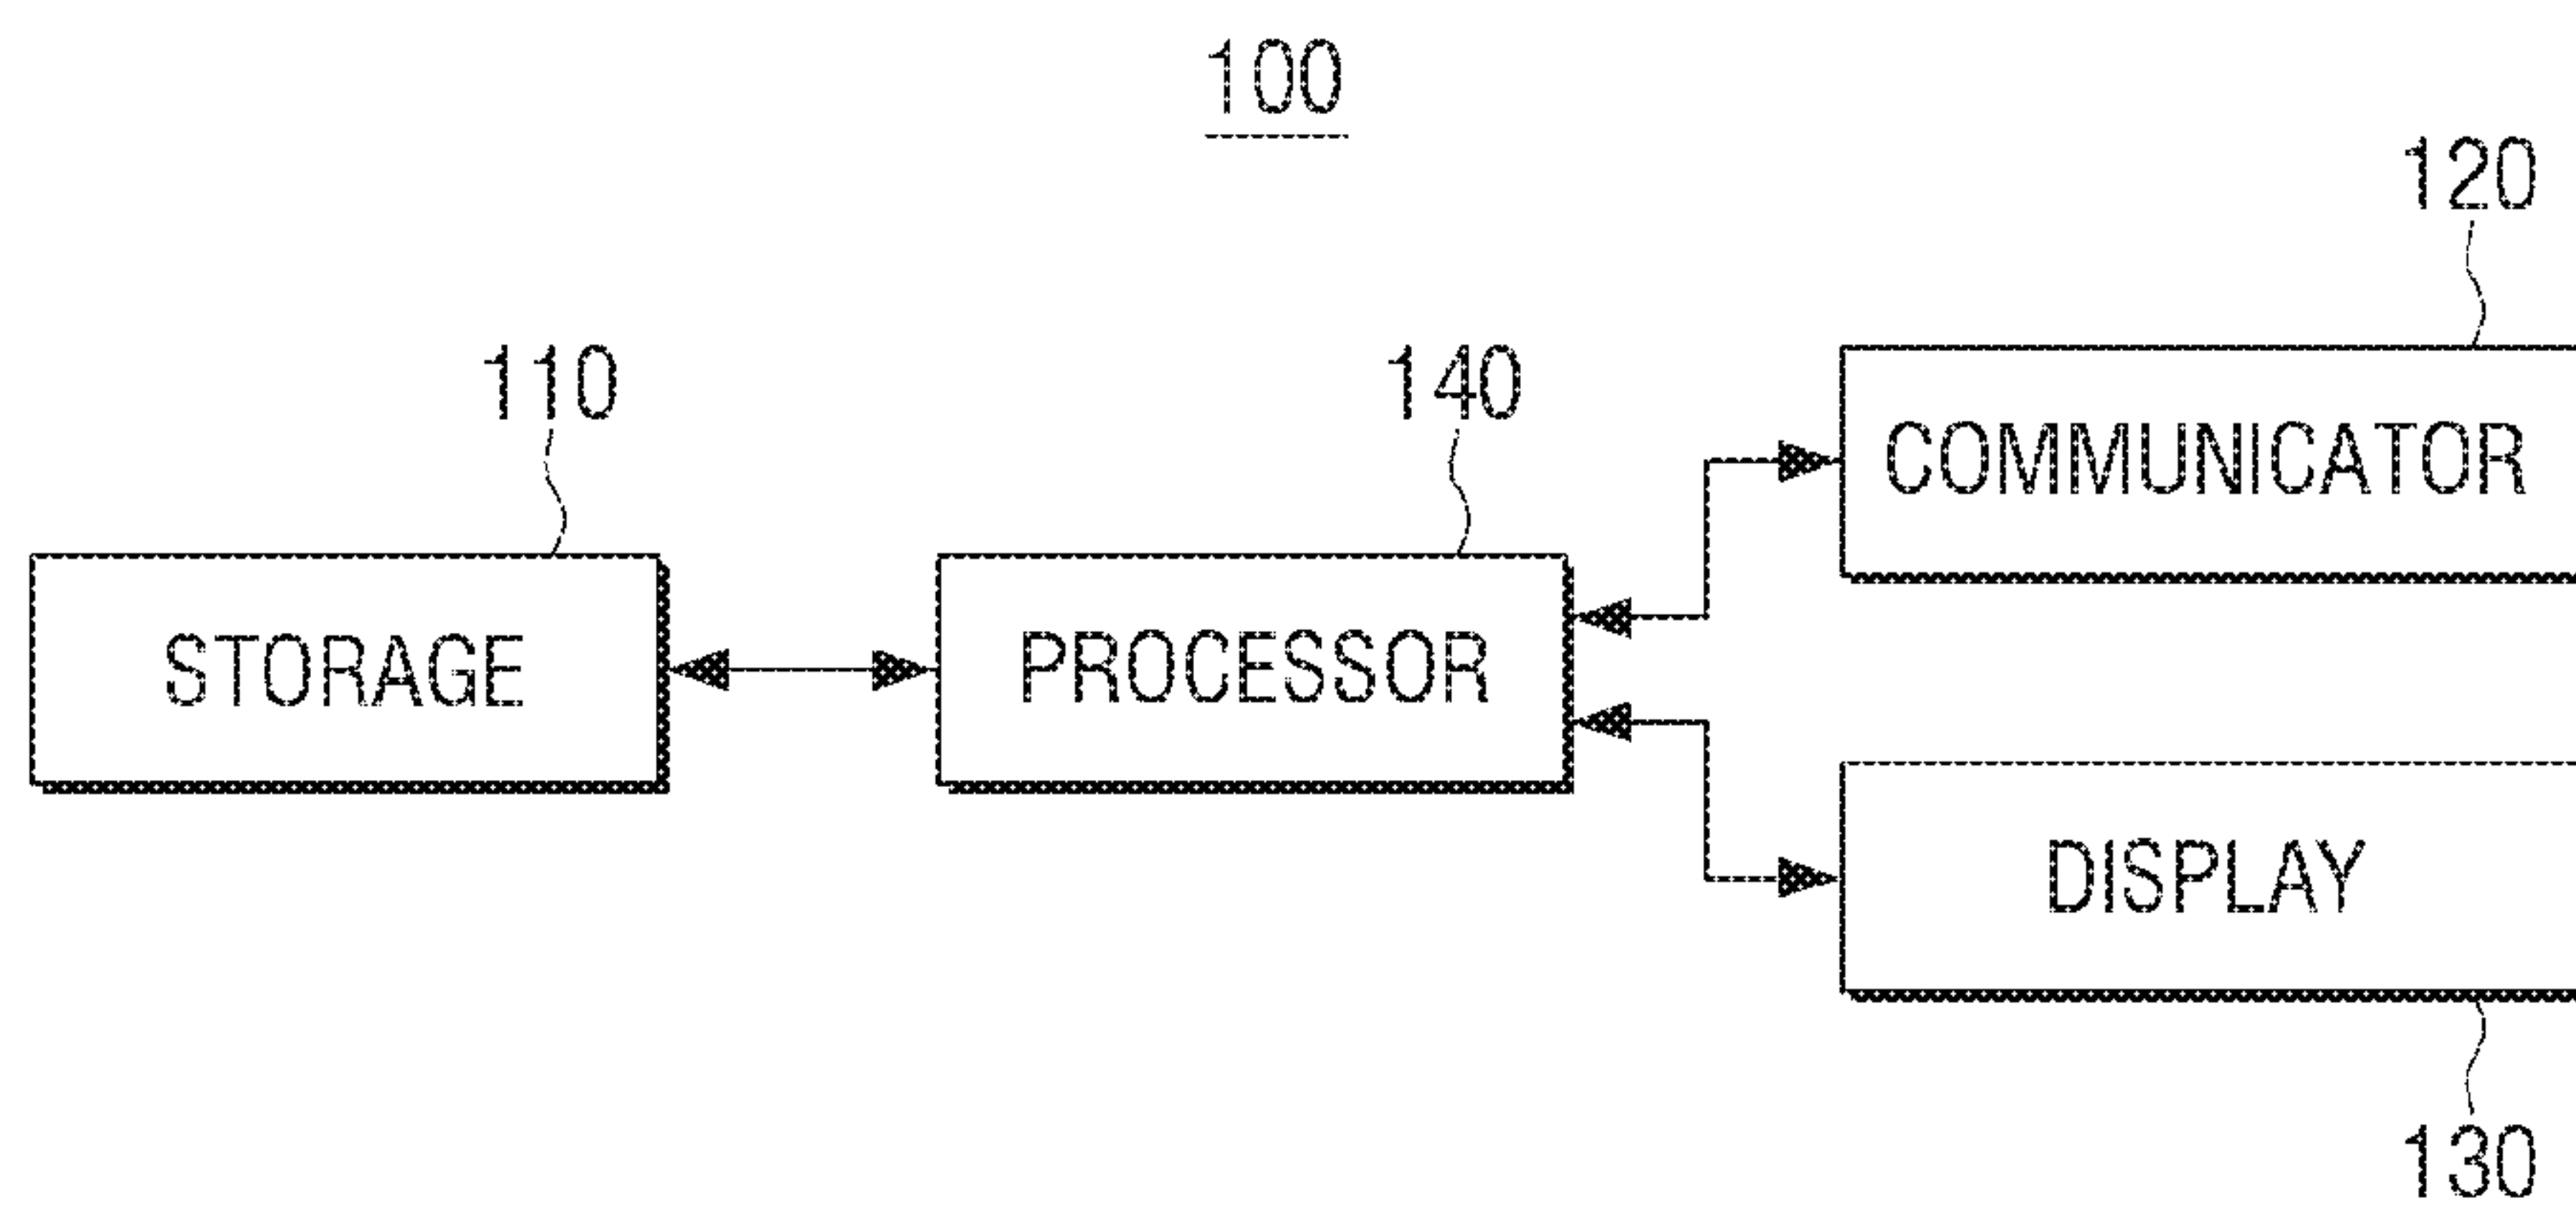 100
120
110
140
COMMUNICATOR
STORAGE
PROCESSOR
DISPLAY
130